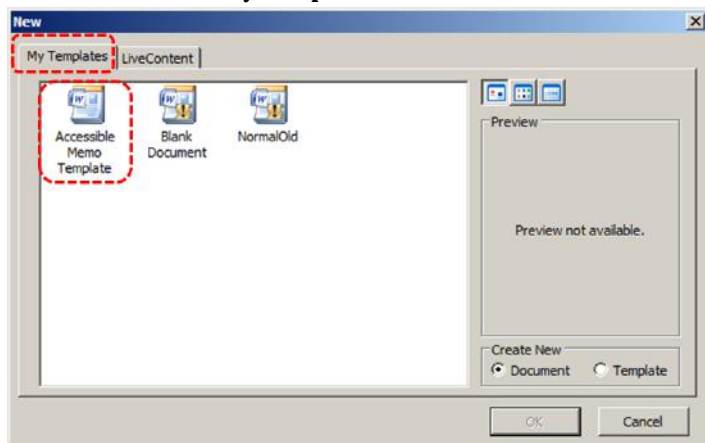 New
My Templates
LiveContent
Accessible
Memo
Template
Blank
Document
NormalOld
Preview
Preview not available.
Create New
Document
Template
OK
Cancel